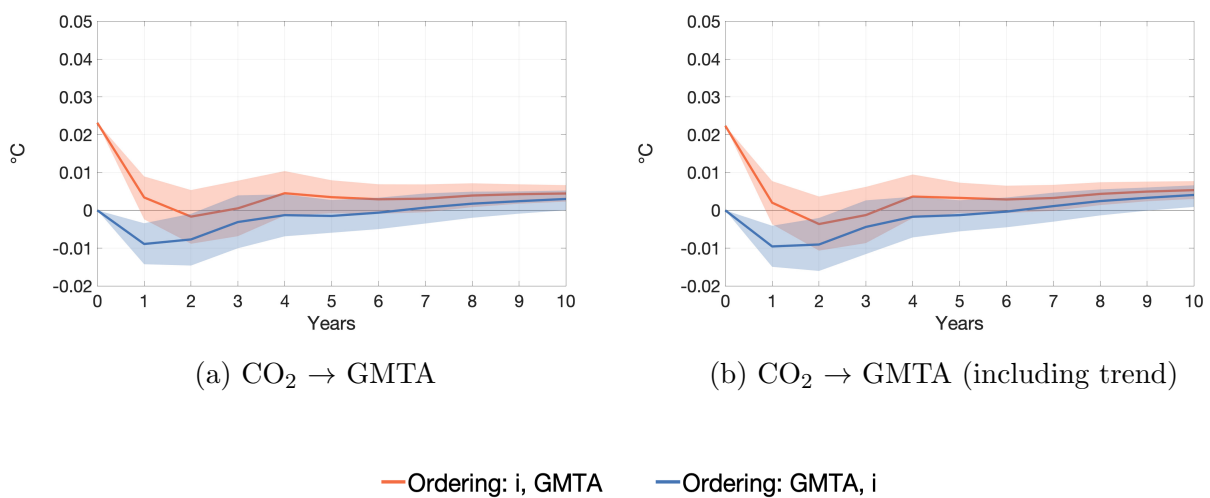 0.05 0.05
0.04 0.04
0.03 0.03
0.02 0.02
°C °C
0.01 0.01
0 0
-0.01 -0.01
-0.02 -0.02
0 1 2 3 4 5 6 7 8 9 10 0 1 2 3 4 5 6 7 8 9 10
Years Years
(a) CO₂ → GMTA (b) CO₂ → GMTA (including trend)
Ordering: i, GMTA Ordering: GMTA, i